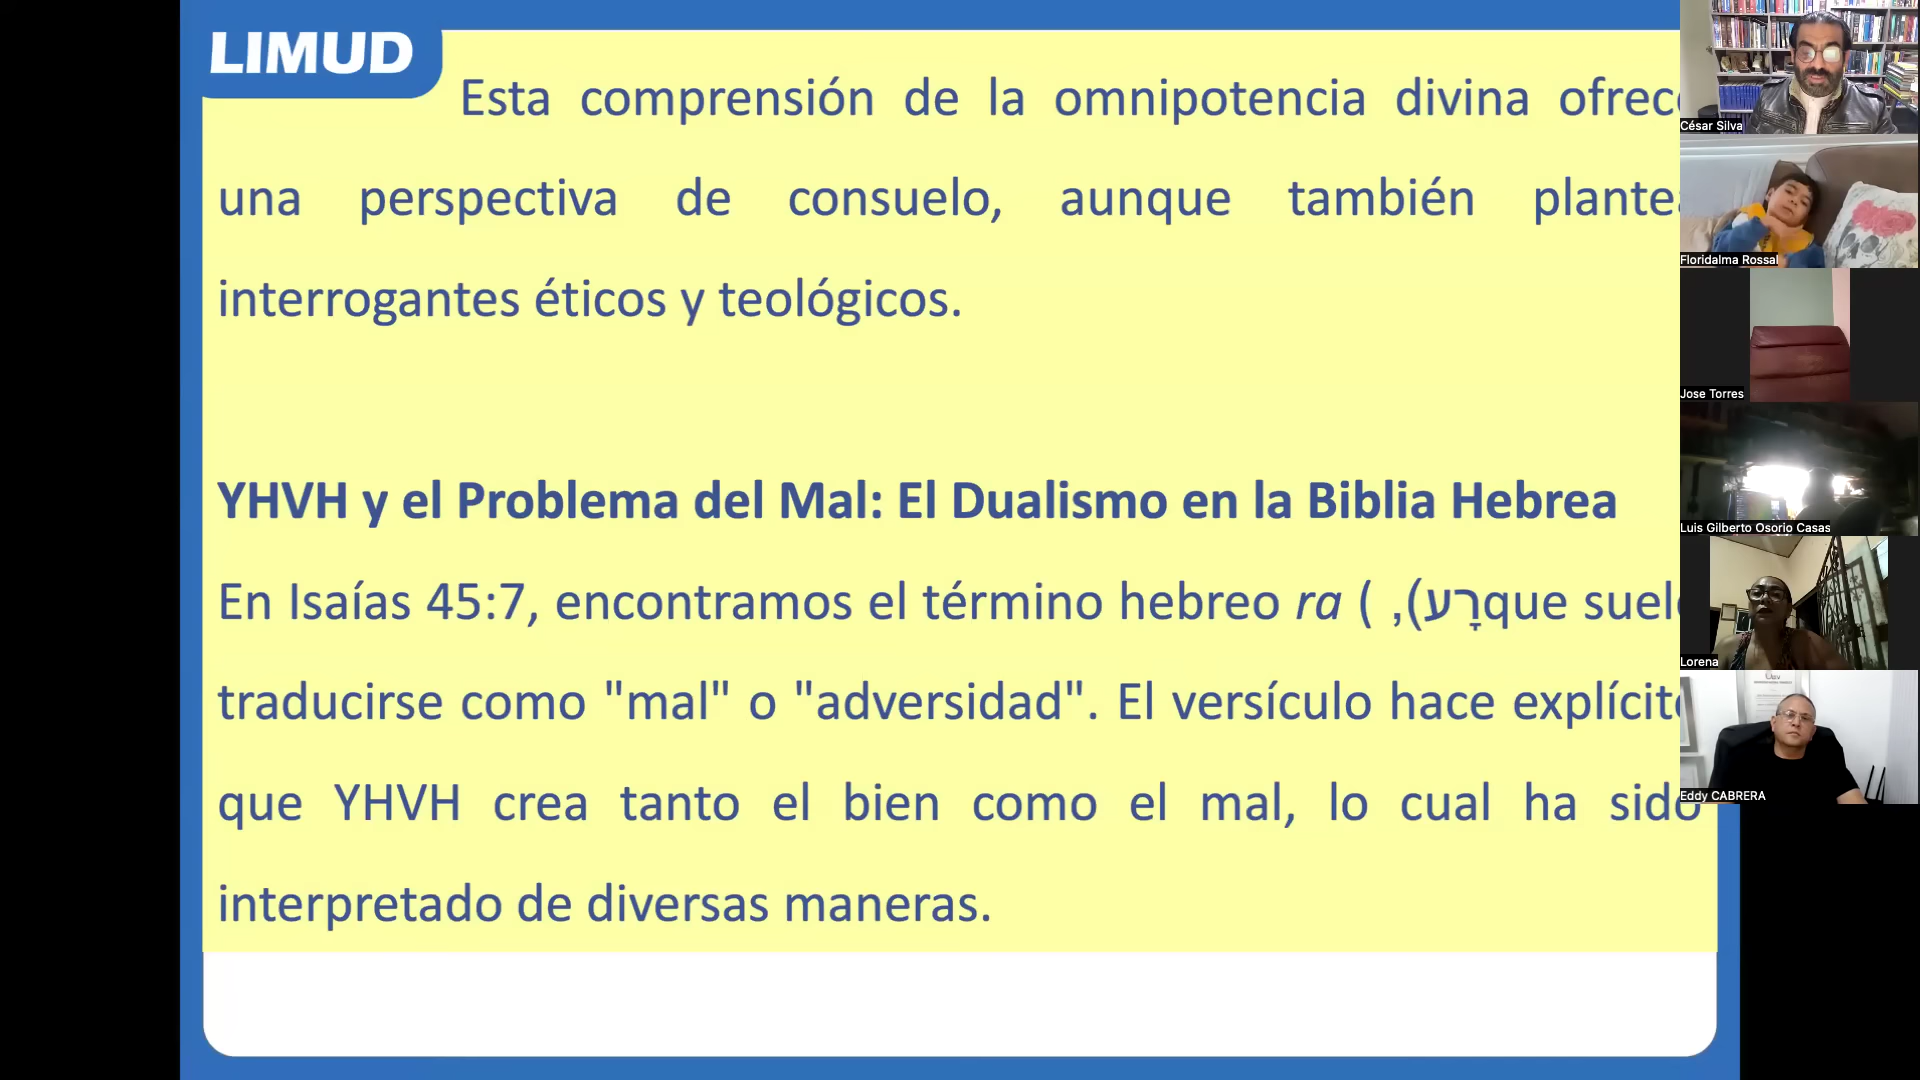 LIMUD
Esta comprensión de la omnipotencia divina ofrec
una perspectiva de consuelo, aunque también plantea
interrogantes éticos y teológicos.
YHVH y el Problema del Mal: El Dualismo en la Biblia Hebrea
En Isaías 45:7, encontramos el término hebreo ra ( ,(רָעque suel
traducirse como "mal" o "adversidad". El versículo hace explícito
que YHVH crea tanto el bien como el mal, lo cual ha sido
interpretado de diversas maneras.
César Silva
Floridalma Rossal
Jose Torres
Luis Gilberto Osorio Casas
Lorena
Eddy CABRERA